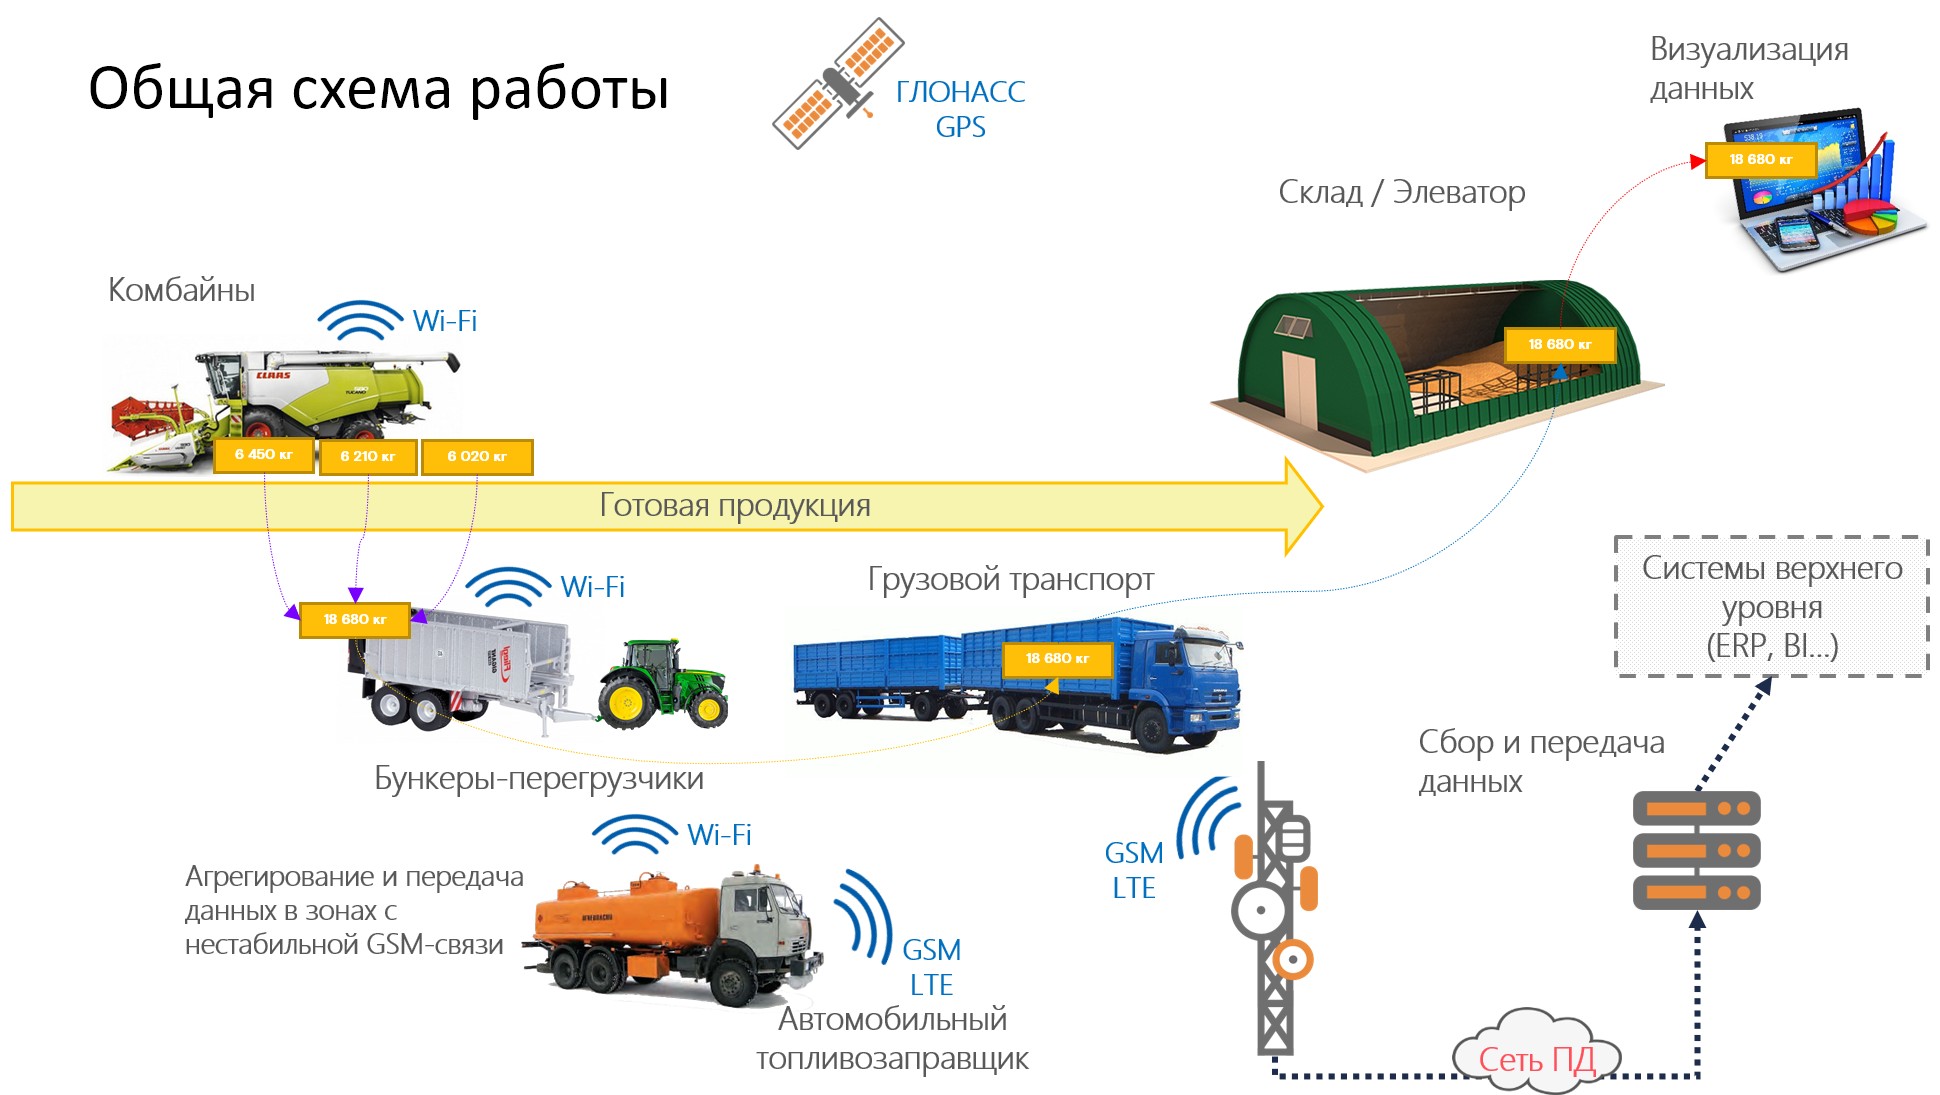 Общая схема работы
ГЛОНАСС
GPS
Визуализация
данных
18 680 кг
Склад / Элеватор
18 680 кг
Комбайны
Wi-Fi
CLAAS
TUCANO
6 450 кг
6 210 кг
6 020 кг
Готовая продукция
Wi-Fi
18 680 кг
Fliegl
Грузовой транспорт
18 680 кг
Бункеры-перегрузчики
Системы верхнего
уровня
(ERP, BI...)
Сбор и передача
данных
Wi-Fi
Агрегирование и передача
данных в зонах с
нестабильной GSM-связи
GSM
LTE
Автомобильный
топливозаправщик
GSM
LTE
Сеть ПД